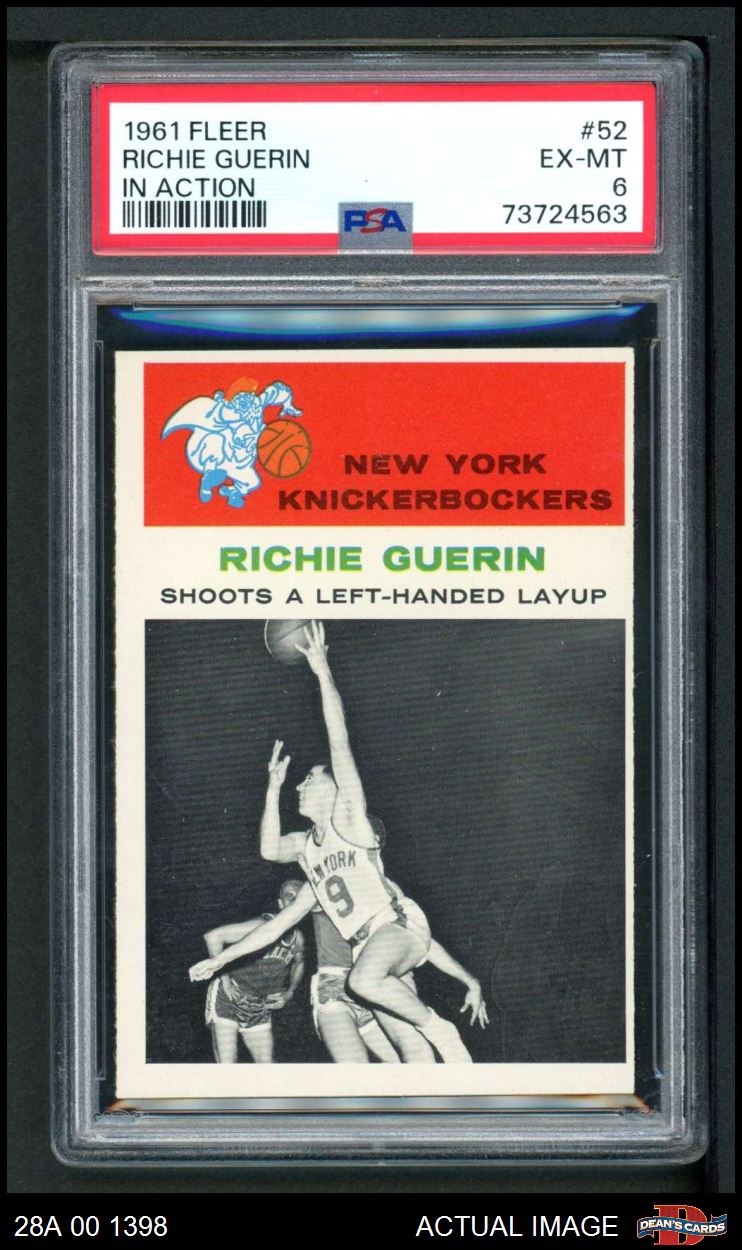 1961 FLEER #52
RICHIE GUERIN EX-MT
IN ACTION 6
PSA 73724563
NEW YORK
KNICKERBOCKERS
RICHIE GUERIN
SHOOTS A LEFT-HANDED LAYUP
NEW YORK
9
28A 00 1398 ACTUAL IMAGE DEAN'S CARDS